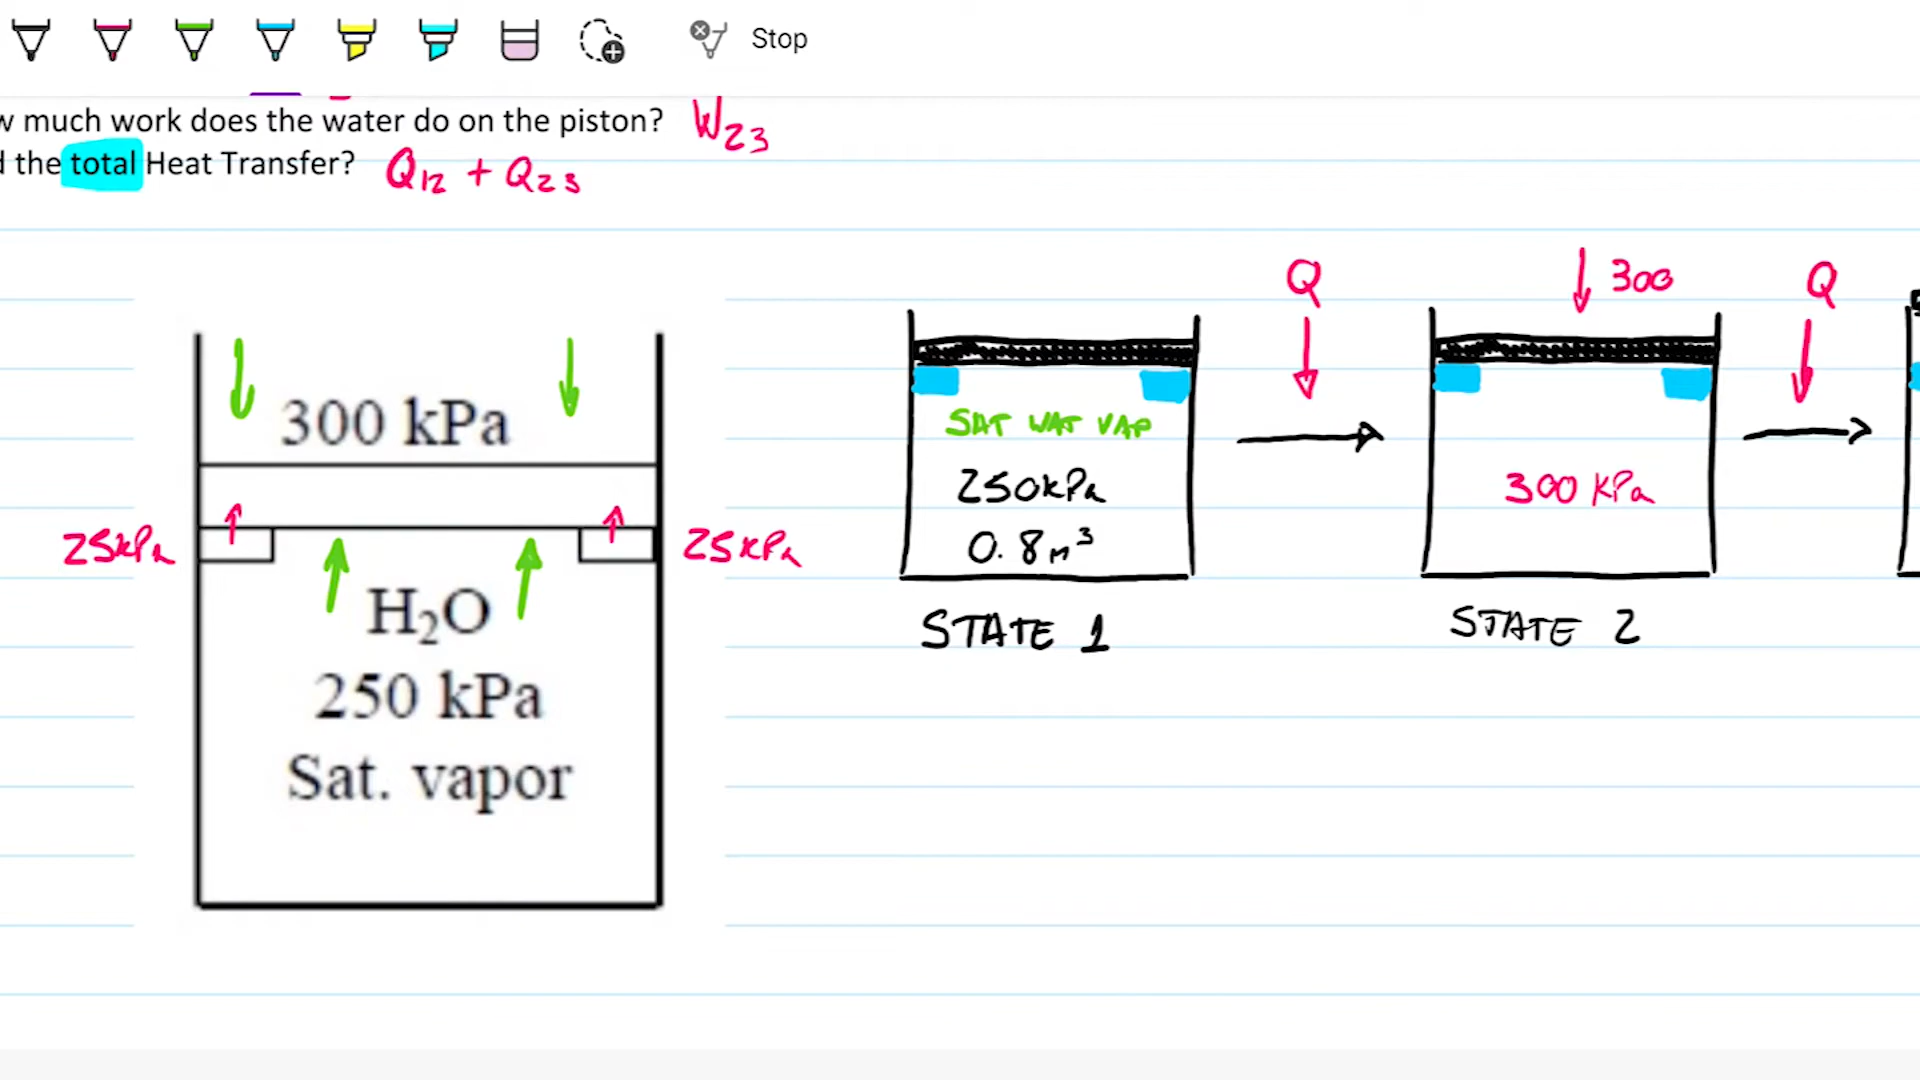 Stop
w much work does the water do on the piston? W23
d the total Heat Transfer? Q12 + Q23
300 kPa
25kPa
25kPa
H2O
250 kPa
Sat. vapor
Q
↓ 300
Q
SAT WAT VAP
250kPa
0.8m³
300 kPa
STATE 1
STATE 2